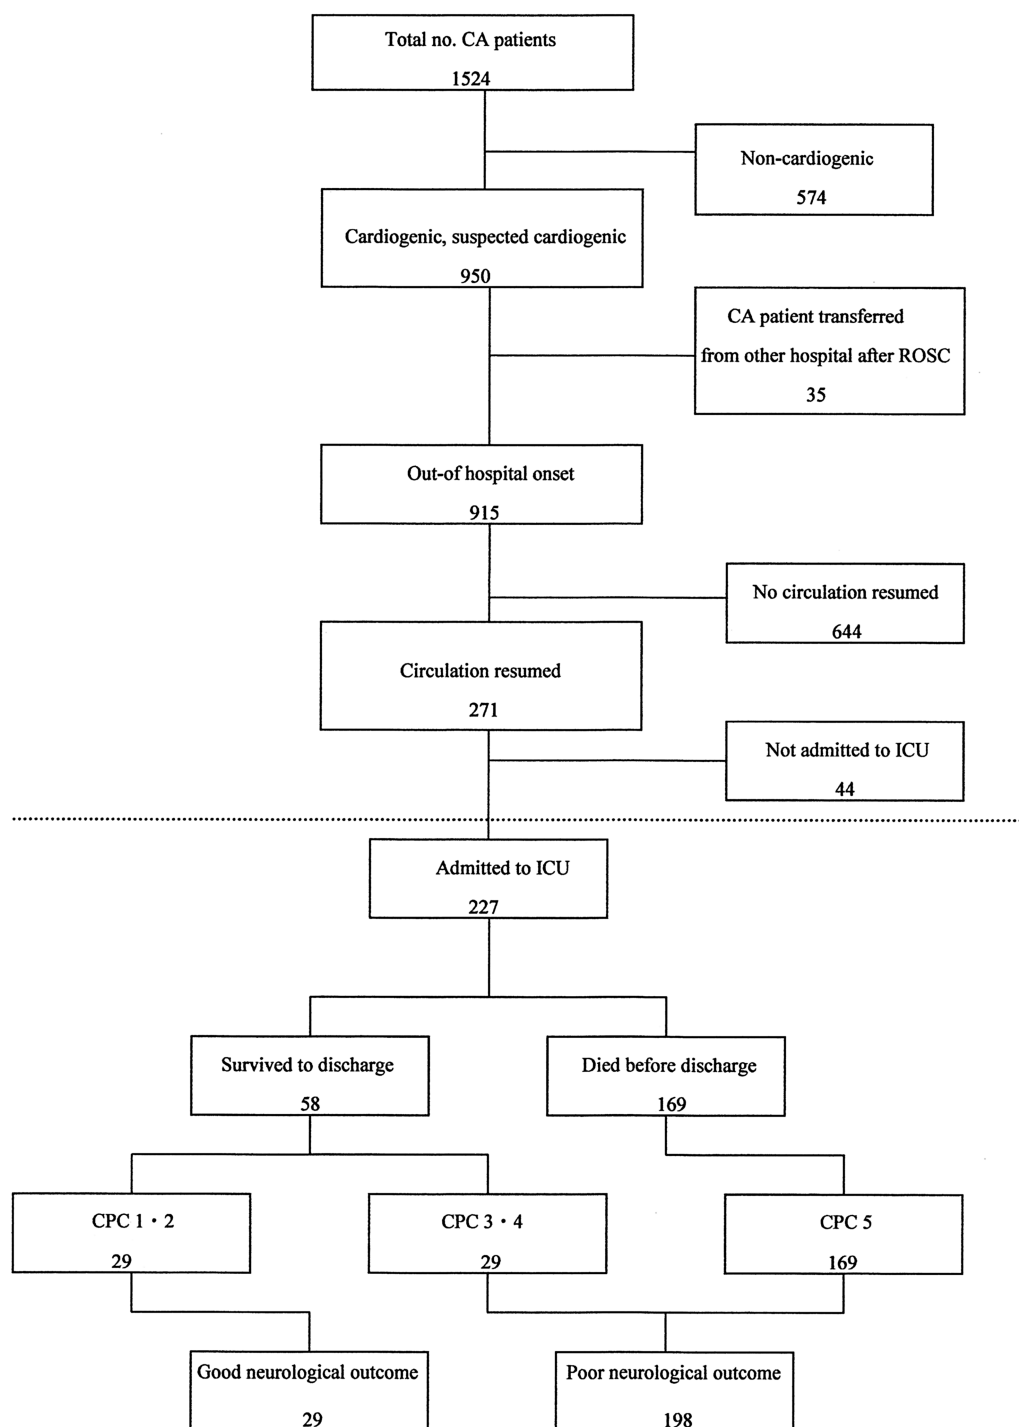 Total no. CA patients
1524
Non-cardiogenic
574
Cardiogenic, suspected cardiogenic
950
CA patient transferred
from other hospital after ROSC
35
Out-of hospital onset
915
No circulation resumed
644
Circulation resumed
271
Not admitted to ICU
44
Admitted to ICU
227
Survived to discharge
58
Died before discharge
169
CPC 1・2
29
CPC 3・4
29
CPC 5
169
Good neurological outcome
29
Poor neurological outcome
198